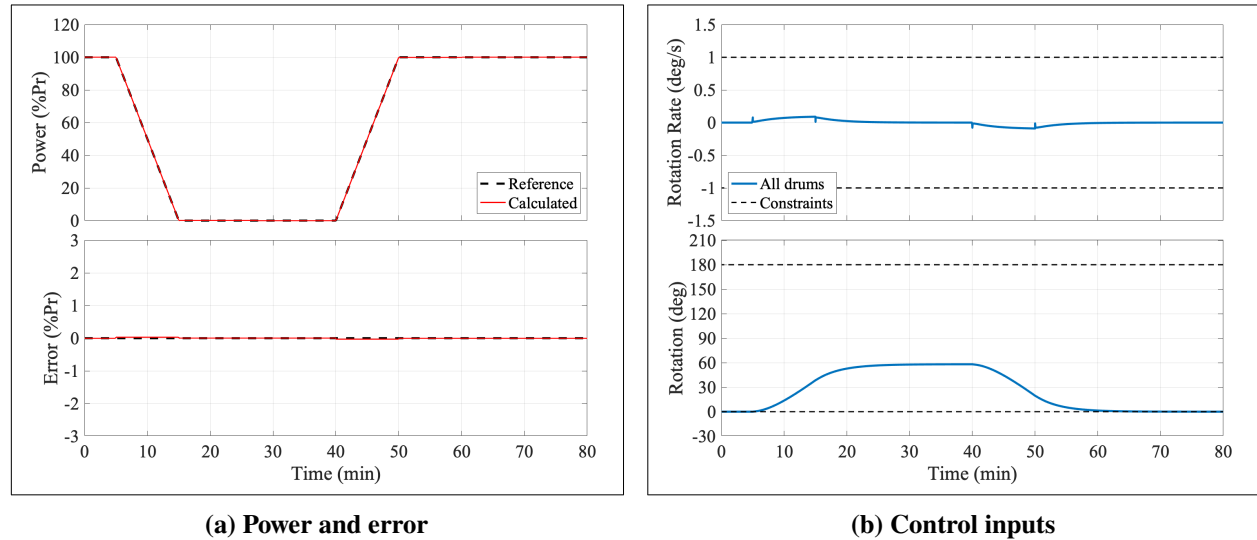 120
100
80
60
40
20
0
Power (%Pr)
Reference
Calculated
3
2
1
0
-1
-2
-3
Error (%Pr)
0 10 20 30 40 50 60 70 80
Time (min)
(a) Power and error
1.5
1
0.5
0
-0.5
-1
-1.5
Rotation Rate (deg/s)
All drums
Constraints
210
180
150
120
90
60
30
0
-30
Rotation (deg)
0 10 20 30 40 50 60 70 80
Time (min)
(b) Control inputs